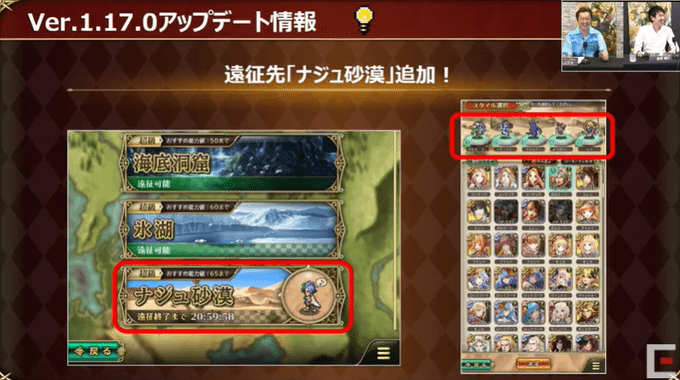 Ver.1.17.0アップデート情報
遠征先「ナジュ砂漠」追加！
おすすめ能力値:50まで
海底洞窟
遠征可能
おすすめ能力値:60まで
氷湖
遠征可能
おすすめ能力値:65まで
ナジュ砂漠
遠征終了まで 20:59:58
戻る
スタイル選択